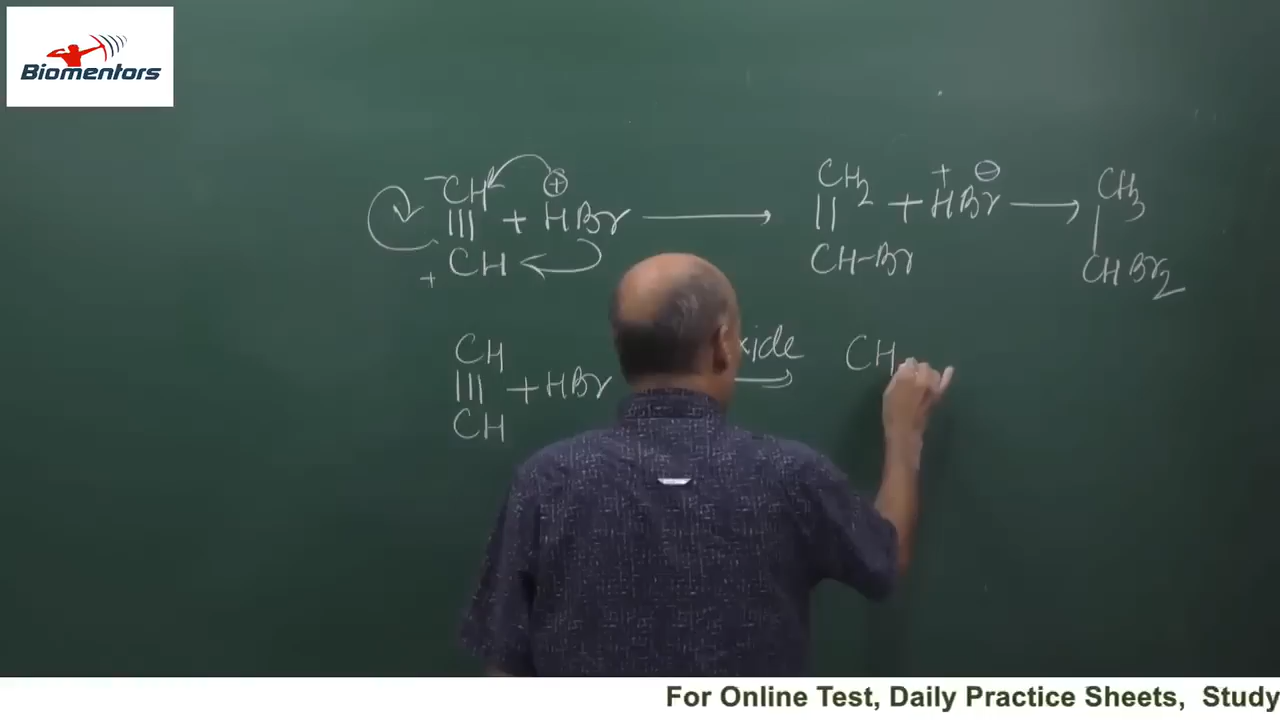 Biomentors
CH CH2 CH3
||| + HBr ⟶ || + HBr ⟶ |
CH CH-Br CHBr2
CH xide CH
||| + HBr ⟶
CH
For Online Test, Daily Practice Sheets, Study